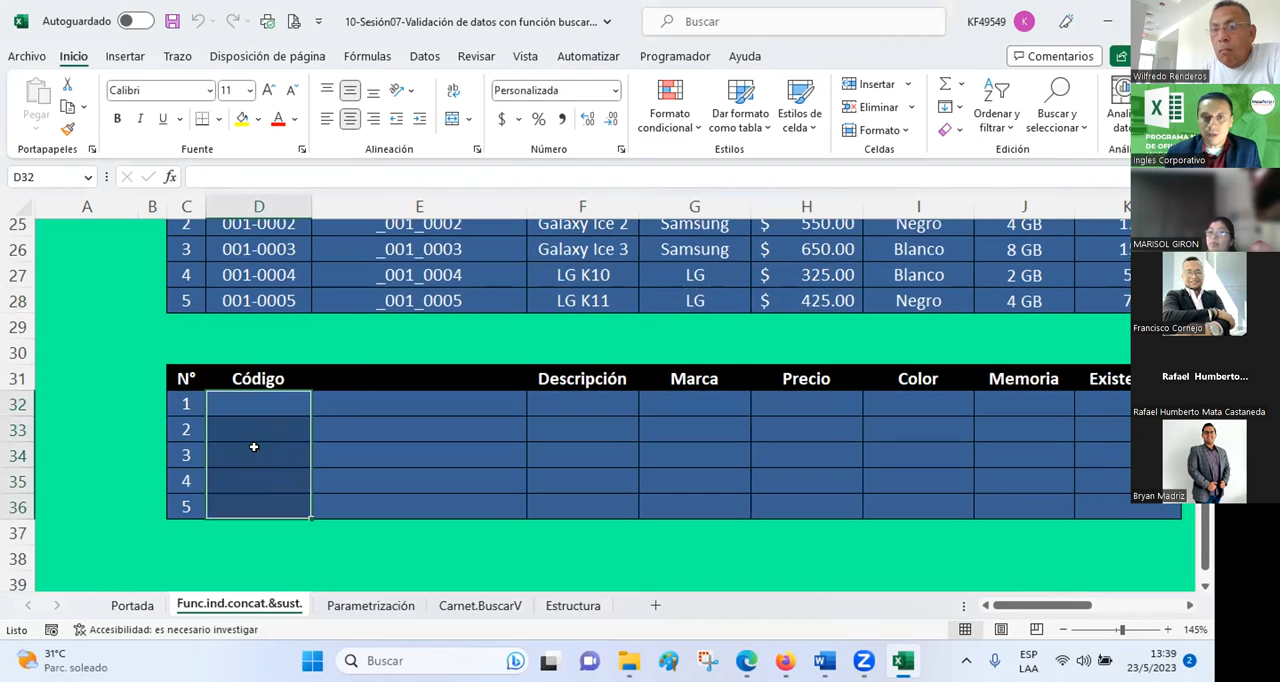 Autoguardado
10-Sesión07-Validación de datos con función buscar...
Buscar
KF49549
K
Archivo Inicio Insertar Trazo Disposición de página Fórmulas Datos Revisar Vista Automatizar Programador Ayuda
Comentarios
Pegar
Calibri 11
N K S
Personalizada
$ % 000
Formato condicional
Dar formato como tabla
Estilos de celda
Insertar
Eliminar
Formato
Ordenar y filtrar
Buscar y seleccionar
Portapapeles Fuente Alineación Número Estilos Celdas Edición
D32
fx
A B C D E F G H I J K
25 2 001-0002 _001_0002 Galaxy Ice 2 Samsung $ 550.00 Negro 4 GB
26 3 001-0003 _001_0003 Galaxy Ice 3 Samsung $ 650.00 Blanco 8 GB
27 4 001-0004 _001_0004 LG K10 LG $ 325.00 Blanco 2 GB
28 5 001-0005 _001_0005 LG K11 LG $ 425.00 Negro 4 GB
29
30
31 N° Código Descripción Marca Precio Color Memoria Existe
32 1
33 2
34 3
35 4
36 5
37
38
39
Portada Func.ind.concat.&sust. Parametrización Carnet.BuscarV Estructura
Listo
Accesibilidad: es necesario investigar
145%
31°C
Parc. soleado
Buscar
ESP
LAA
13:39
23/5/2023
2
Wilfredo Renderos
Ingles Corporativo
MARISOL GIRON
Francisco Cornejo
Rafael Humberto...
Rafael Humberto Mata Castaneda
Bryan Madriz